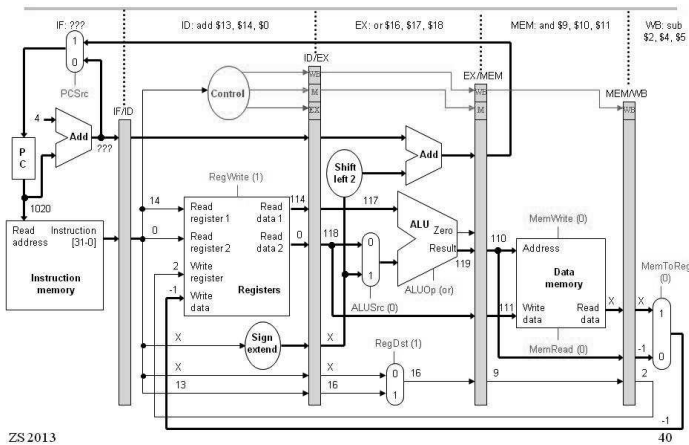 IF: ???
ID: add $13, $14, $0
EX: or $16, $17, $18
MEM: and $9, $10, $11
WB: sub
$2, $4, $5
1
0
PCSrc
4
Add
???
P
C
1020
IF/ID
Control
ID/EX
WB
M
EX
EX/MEM
WB
M
MEM/WB
WB
Shift
left 2
Add
RegWrite (1)
Read
address
Instruction
[31-0]
Instruction
memory
14
Read
register 1
Read
data 1
114
117
0
Read
register 2
Read
data 2
0
118
2
Write
register
-1
Write
data
Registers
0
1
ALUSrc (0)
ALU
Zero
Result
119
ALUOp (or)
110
MemWrite (0)
Address
Data
memory
111
Write
data
Read
data
X
X
MemRead (0)
MemToReg
(0)
1
0
-1
X
Sign
extend
X
RegDst (1)
X
X
0
1
13
16
16
9
2
-1
ZS 2013
40